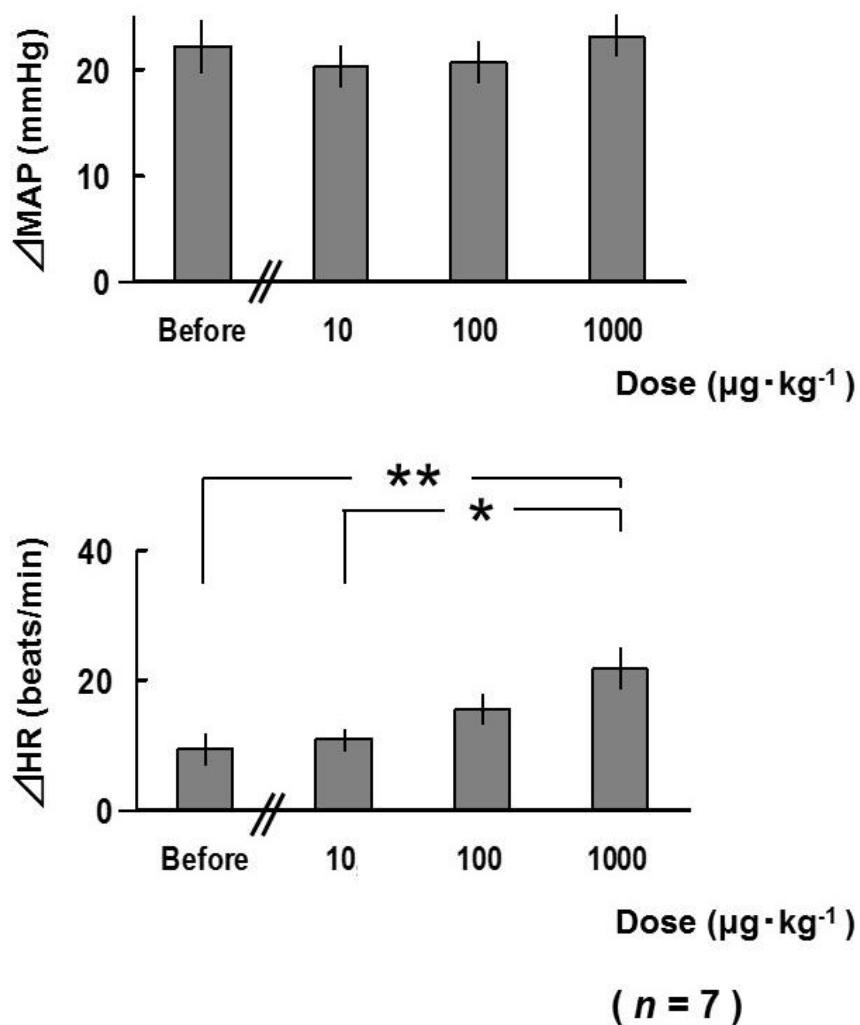 ⊿MAP (mmHg)
20
10
0
Before 10 100 1000
Dose (µg・kg-1)
** 
*
⊿HR (beats/min)
40
20
0
Before 10 100 1000
Dose (µg・kg-1)
( n = 7 )